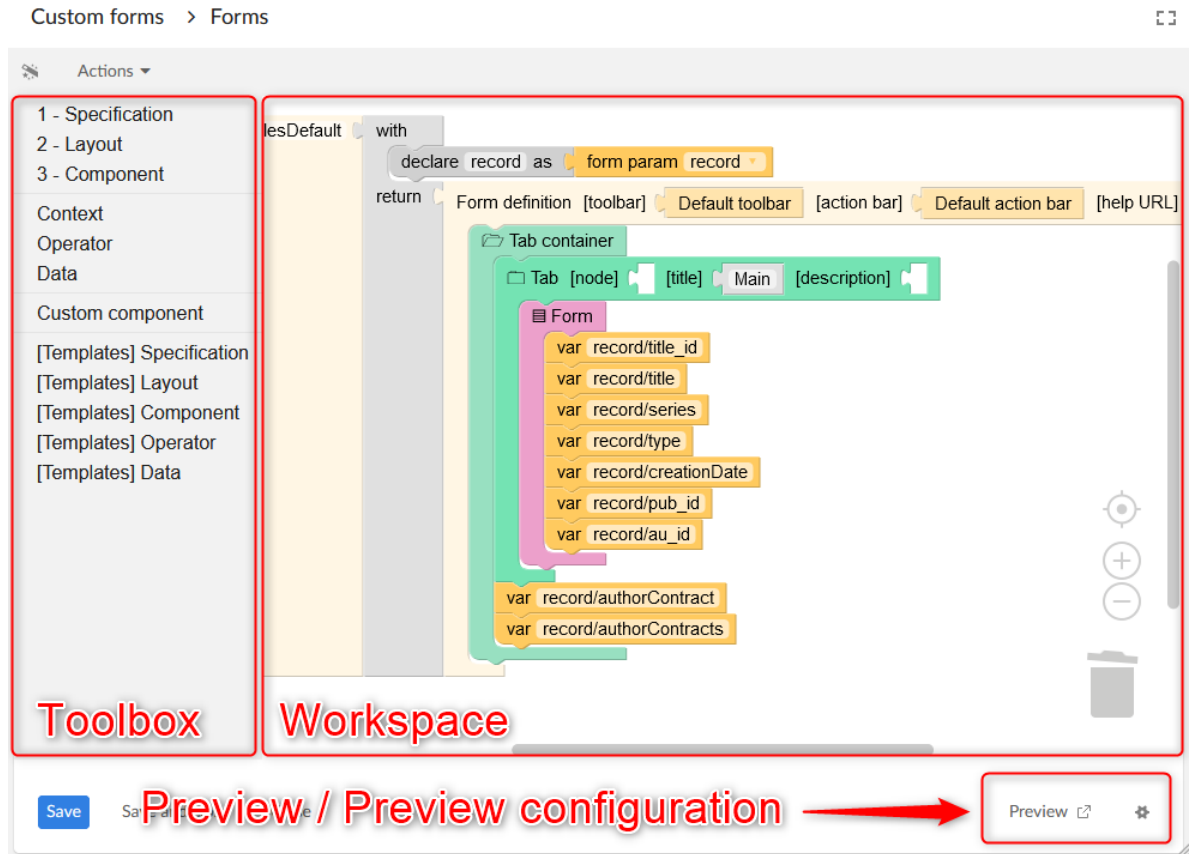 Custom forms > Forms
Actions
1 - Specification
2 - Layout
3 - Component
Context
Operator
Data
Custom component
[Templates] Specification
[Templates] Layout
[Templates] Component
[Templates] Operator
[Templates] Data
Toolbox
lesDefault with
declare record as form param record
return Form definition [toolbar] Default toolbar [action bar] Default action bar [help URL]
Tab container
Tab [node] [title] Main [description]
Form
var record/title_id
var record/title
var record/series
var record/type
var record/creationDate
var record/pub_id
var record/au_id
var record/authorContract
var record/authorContracts
Workspace
Save
Preview / Preview configuration
Preview